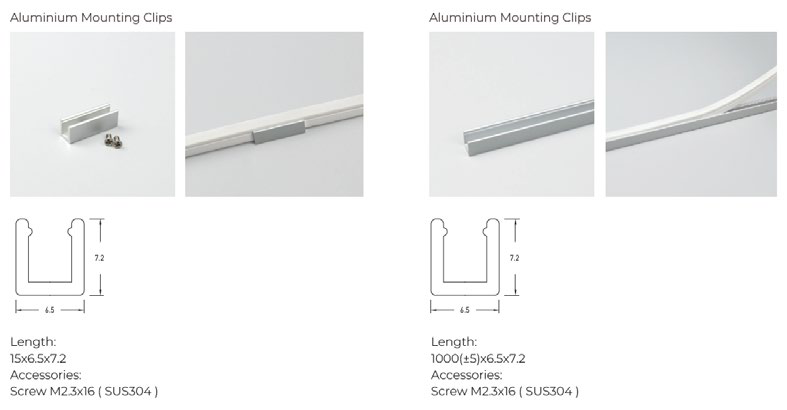 Aluminium Mounting Clips
7.2
6.5
Length:
15x6.5x7.2
Accessories:
Screw M2.3x16 ( SUS304 )
Aluminium Mounting Clips
7.2
6.5
Length:
1000(±5)x6.5x7.2
Accessories:
Screw M2.3x16 ( SUS304 )